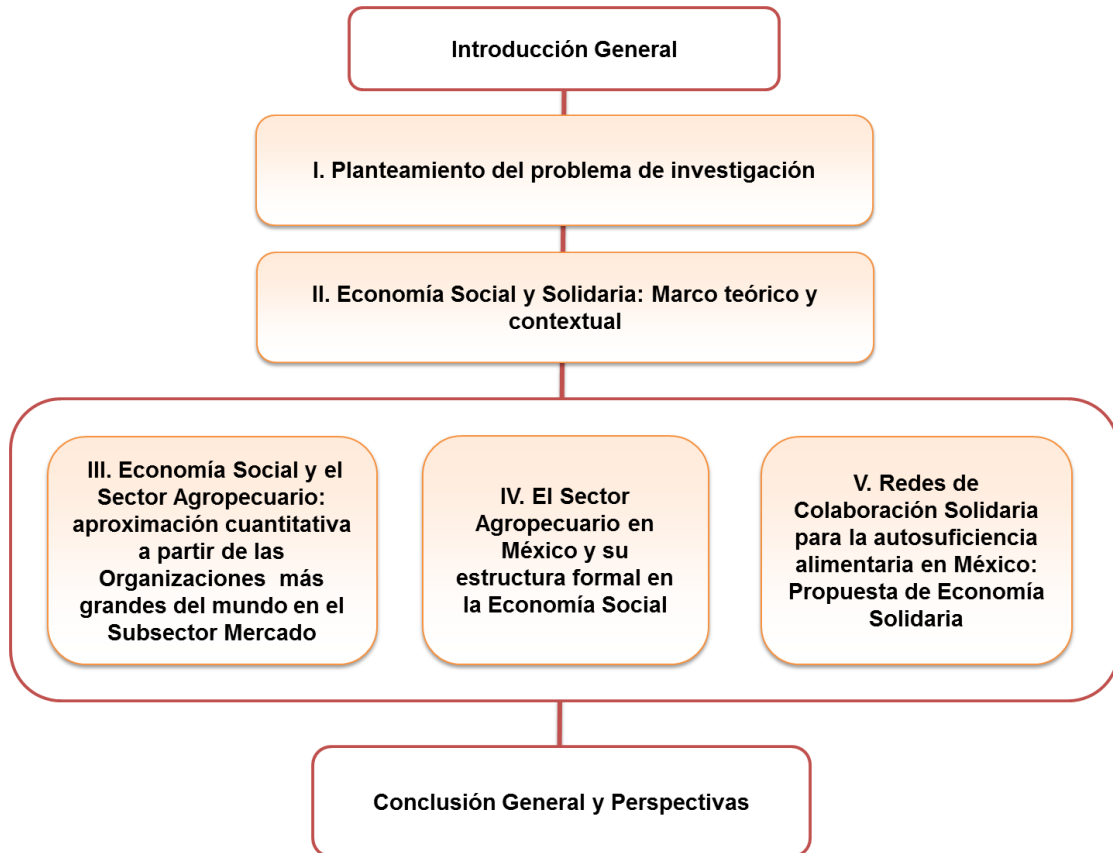 Introducción General
I. Planteamiento del problema de investigación
II. Economía Social y Solidaria: Marco teórico y
contextual
III. Economía Social y el
Sector Agropecuario:
aproximación cuantitativa
a partir de las
Organizaciones más
grandes del mundo en el
Subsector Mercado
IV. El Sector
Agropecuario en
México y su
estructura formal en
la Economía Social
V. Redes de
Colaboración Solidaria
para la autosuficiencia
alimentaria en México:
Propuesta de Economía
Solidaria
Conclusión General y Perspectivas